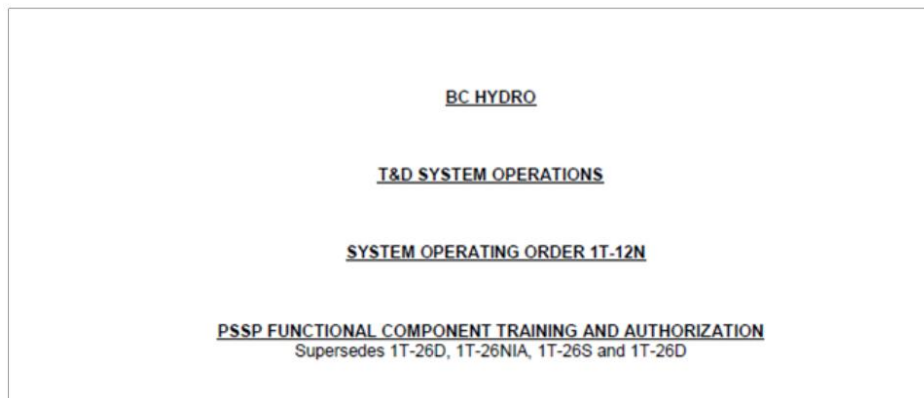 BC HYDRO
T&D SYSTEM OPERATIONS
SYSTEM OPERATING ORDER 1T-12N
PSSP FUNCTIONAL COMPONENT TRAINING AND AUTHORIZATION
Supersedes 1T-26D, 1T-26NIA, 1T-26S and 1T-26D